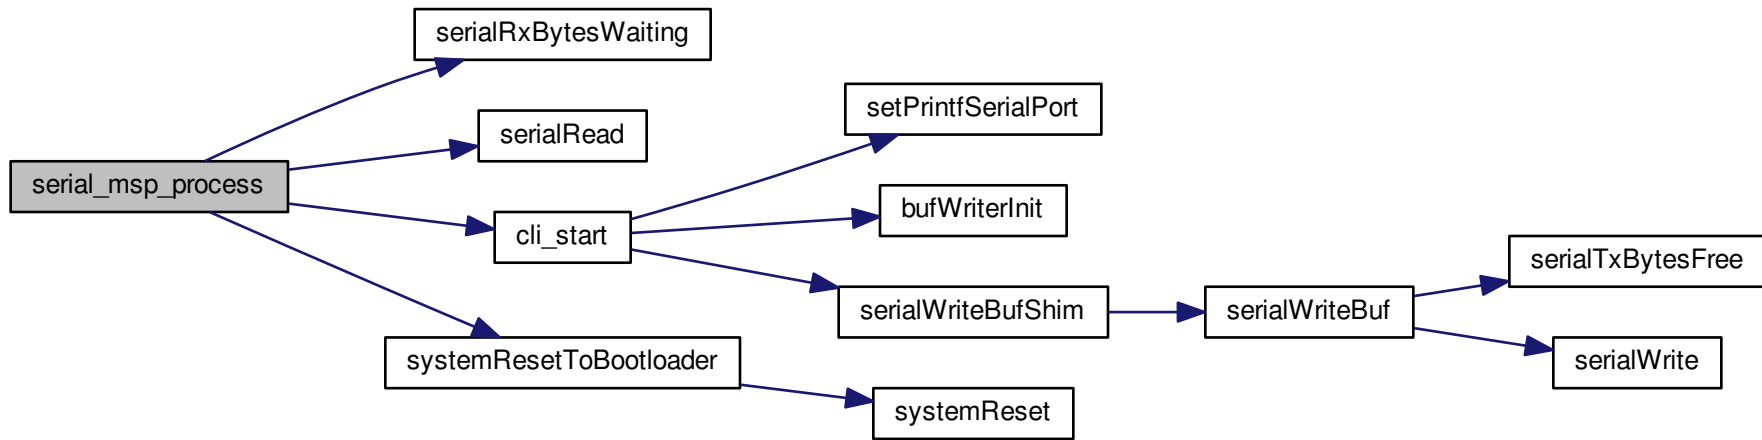 serialRxBytesWaiting
setPrintfSerialPort
serialRead
serial_msp_process
bufWriterInit
cli_start
serialTxBytesFree
serialWriteBufShim
serialWriteBuf
systemResetToBootloader
serialWrite
systemReset